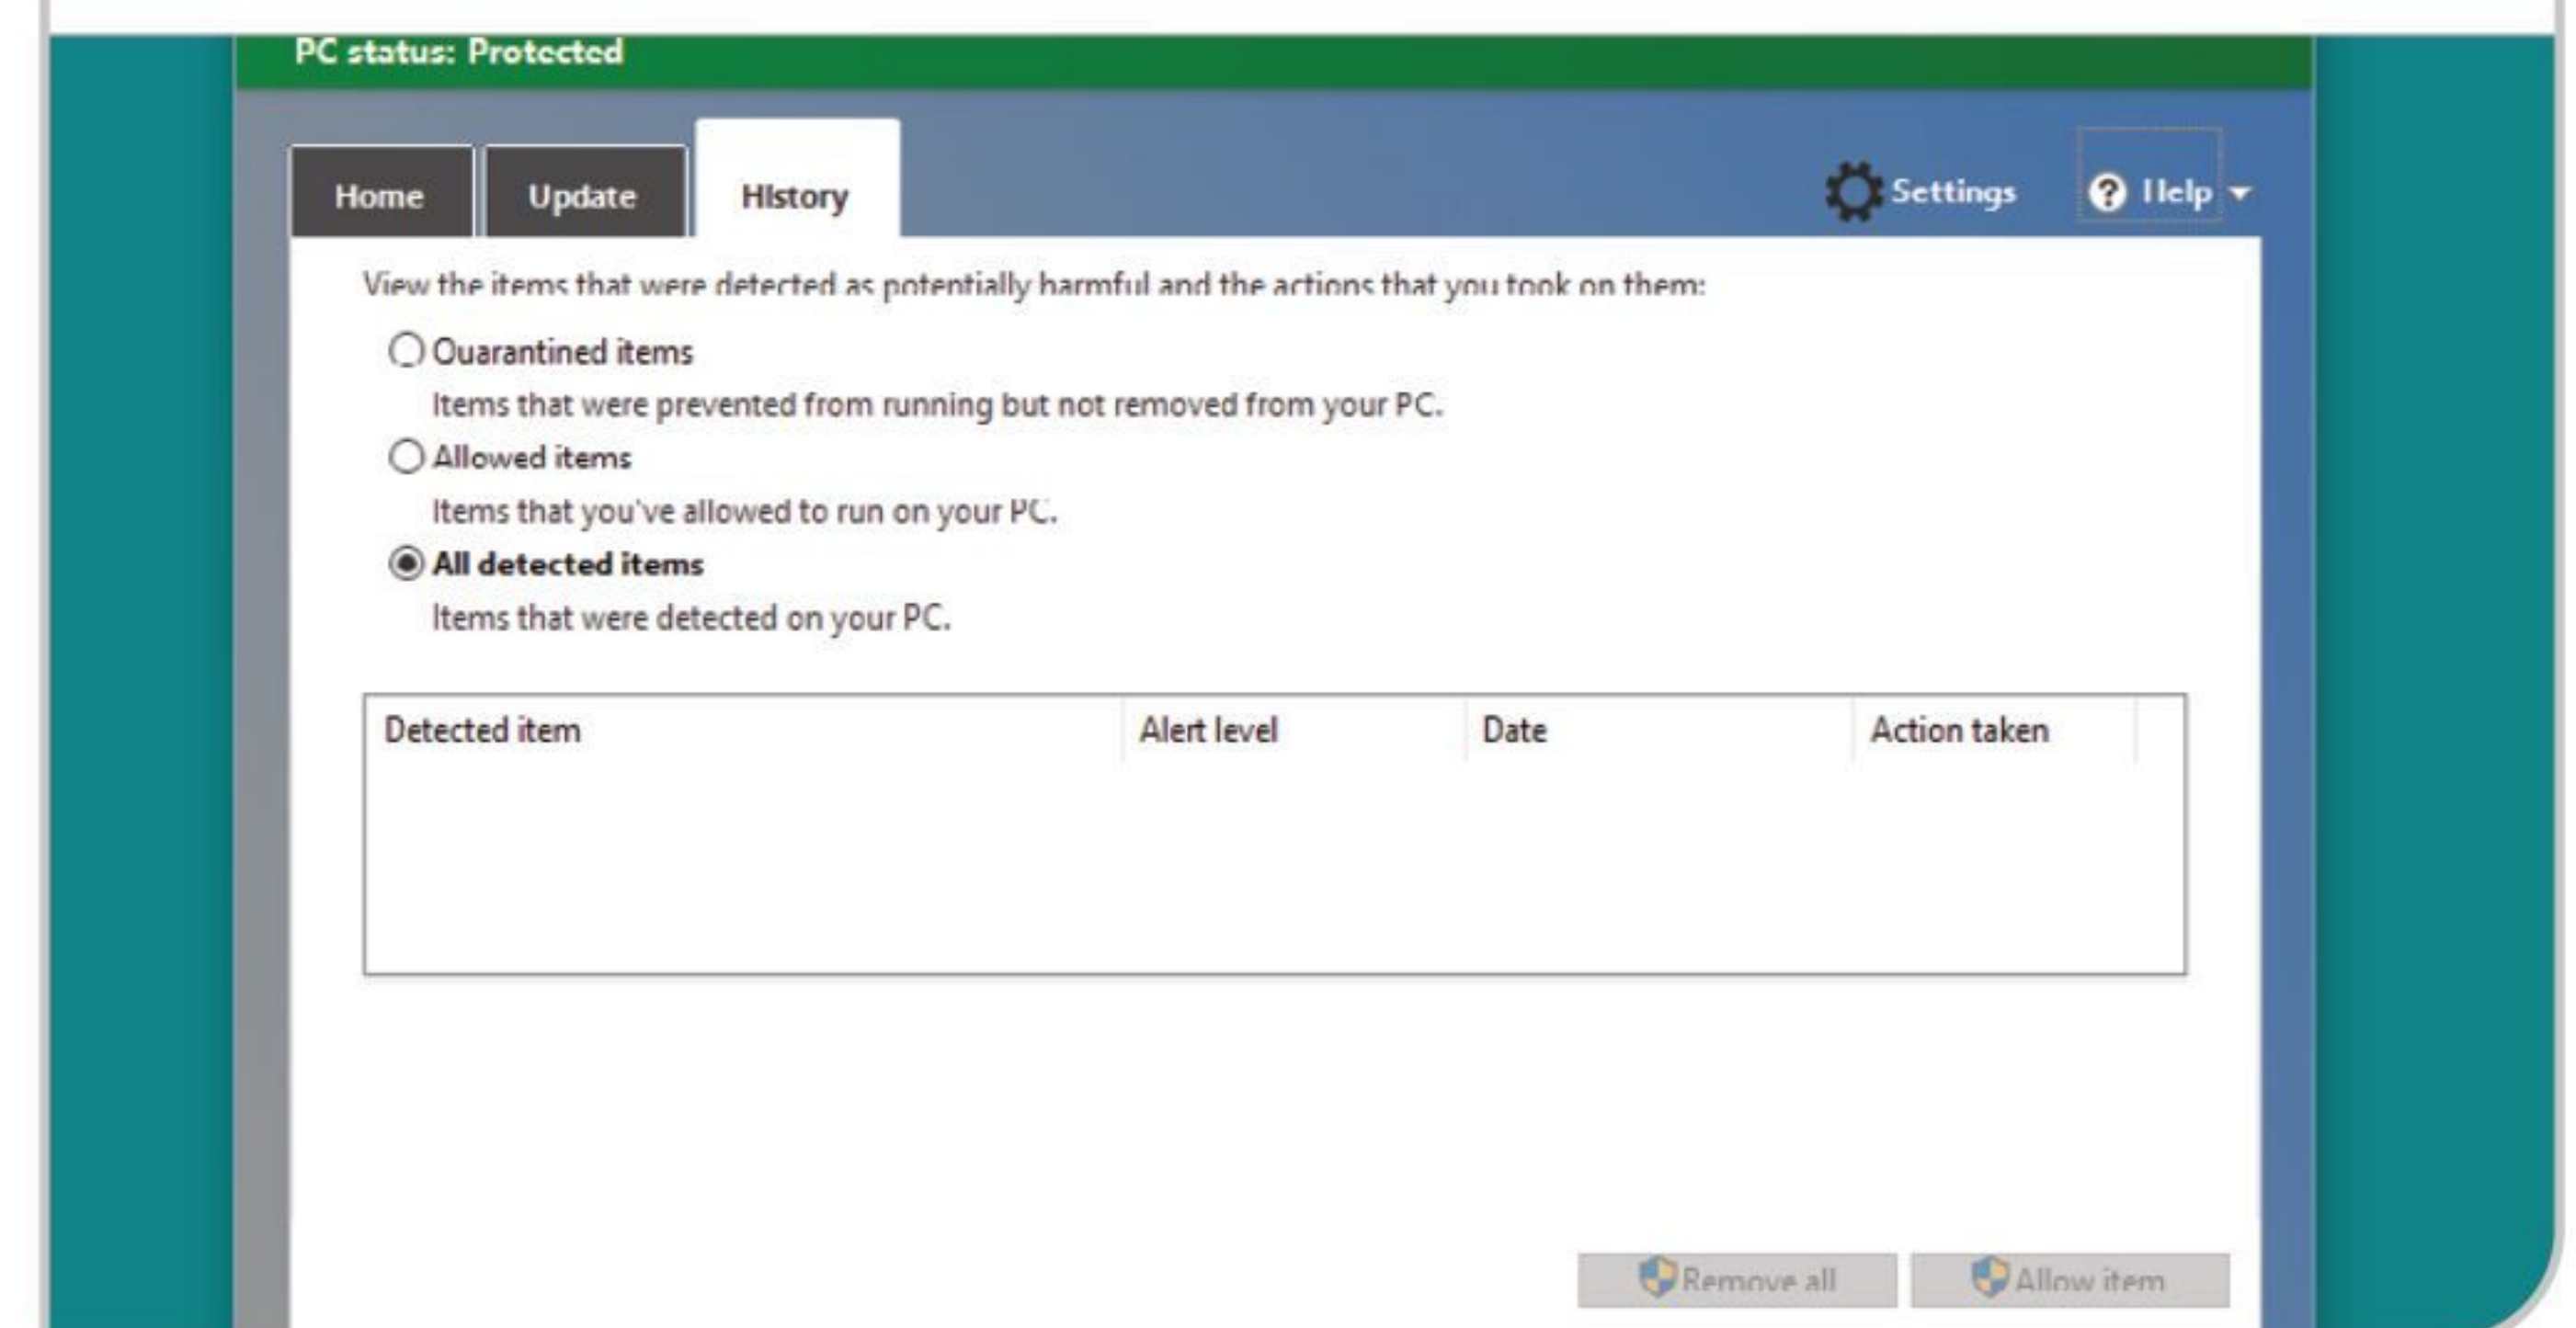 PC status: Protected
Home
Update
History
Settings
Help
View the items that were detected as potentially harmful and the actions that you took on them:
Quarantined items
Items that were prevented from running but not removed from your PC.
Allowed items
Items that you've allowed to run on your PC.
All detected items
Items that were detected on your PC.
Detected item Alert level Date Action taken
Remove all
Allow item